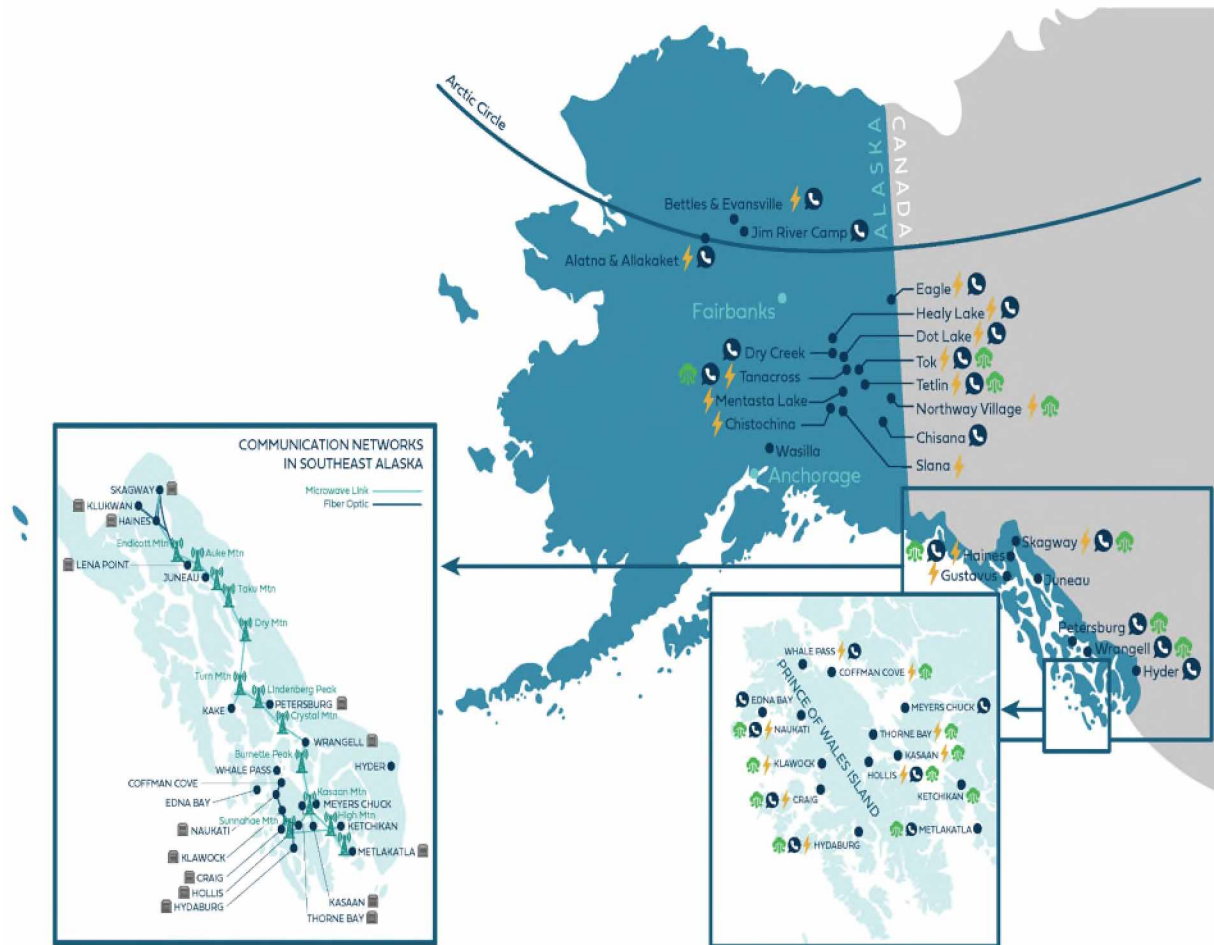 Arctic Circle
ALASKA
CANADA
Bettles & Evansville
Jim River Camp
Alatna & Allakaket
Eagle
Fairbanks
Healy Lake
Dot Lake
Dry Creek
Tok
Tanacross
Tetlin
Mentasta Lake
Northway Village
Chistochina
Chisana
Wasilla
Slana
Anchorage
Skagway
Haines
Gustavus
Juneau
Petersburg
Wrangell
Hyder
COMMUNICATION NETWORKS
IN SOUTHEAST ALASKA
Microwave Link
Fiber Optic
SKAGWAY
KLUKWAN
HAINES
Endicott Mtn
Auke Mtn
LENA POINT
JUNEAU
Taku Mtn
Dry Mtn
Turn Mtn
Lindenberg Peak
PETERSBURG
KAKE
Crystal Mtn
WRANGELL
Burnette Peak
HYDER
WHALE PASS
COFFMAN COVE
Kasaan Mtn
EDNA BAY
MEYERS CHUCK
Sunnahae Mtn
High Mtn
NAUKATI
KETCHIKAN
KLAWOCK
METLAKATLA
CRAIG
HOLLIS
HYDABURG
KASAAN
THORNE BAY
WHALE PASS
COFFMAN COVE
PRINCE OF WALES ISLAND
EDNA BAY
MEYERS CHUCK
NAUKATI
THORNE BAY
KASAAN
KLAWOCK
HOLLIS
CRAIG
KETCHIKAN
METLAKATLA
HYDABURG